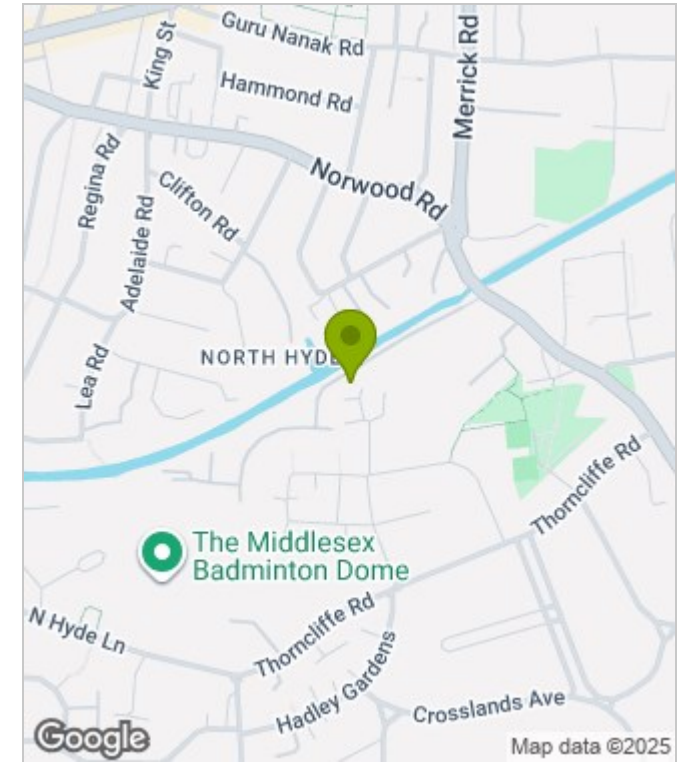 Guru Nanak Rd
King St
Merrick Rd
Hammond Rd
Regina Rd
Norwood Rd
Clifton Rd
Adelaide Rd
NORTH HYDE
Lea Rd
Thorncliffe Rd
The Middlesex
Badminton Dome
N Hyde Ln
Thorncliffe Rd
Hadley Gardens
Crosslands Ave
Google
Map data ©2025